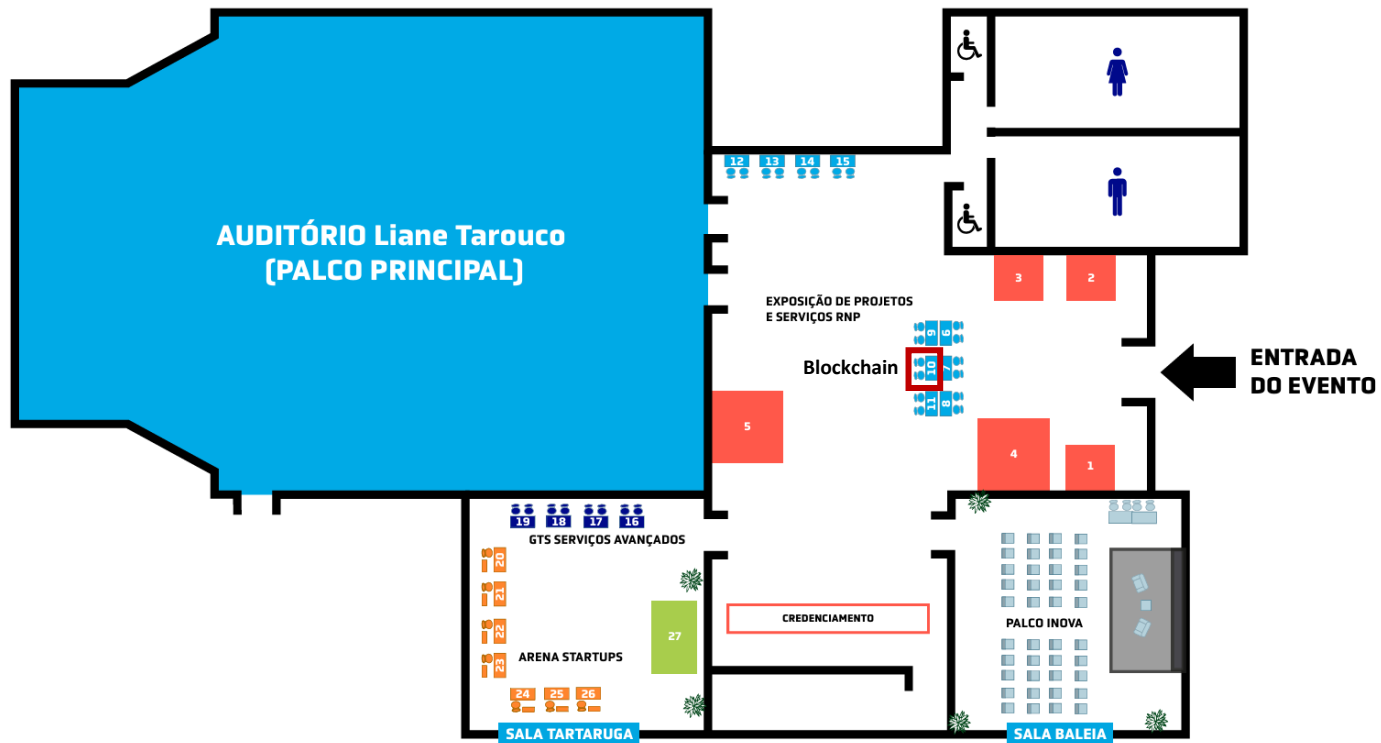 12
13
14
15
AUDITÓRIO Liane Tarouco
(PALCO PRINCIPAL)
3
2
EXPOSIÇÃO DE PROJETOS
E SERVIÇOS RNP
9
6
Blockchain
10
7
11
8
ENTRADA
DO EVENTO
5
4
1
19
18
17
16
GTS SERVIÇOS AVANÇADOS
20
21
22
23
27
CREDENCIAMENTO
PALCO INOVA
ARENA STARTUPS
24
25
26
SALA TARTARUGA
SALA BALEIA